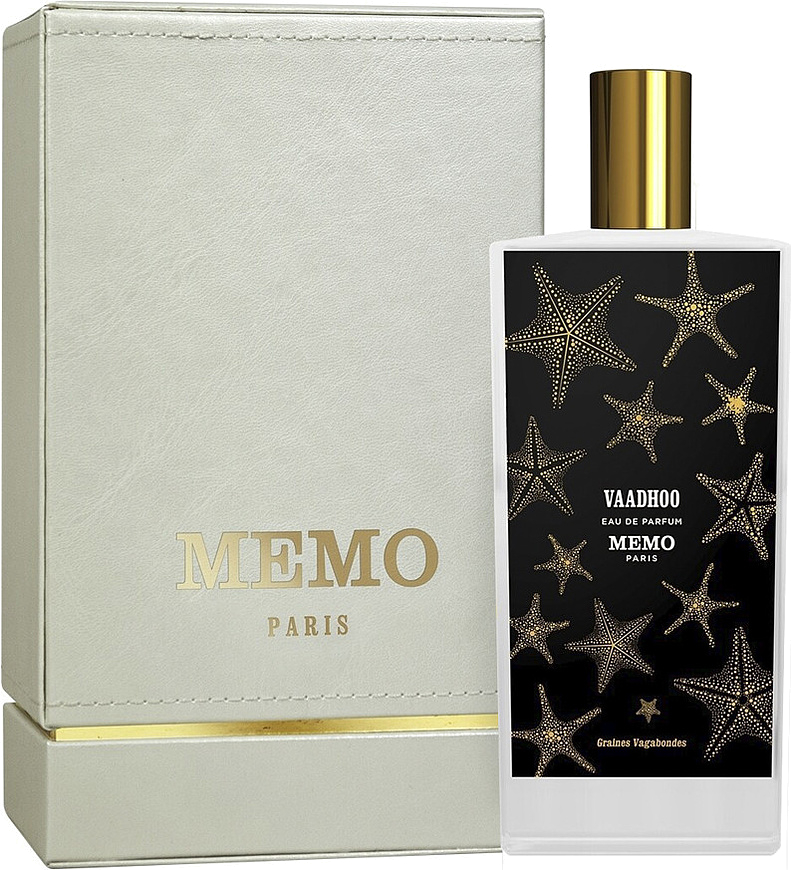 MEMO
PARIS
VAADHOO
EAU DE PARFUM
MEMO
PARIS
Graines Vagabondes